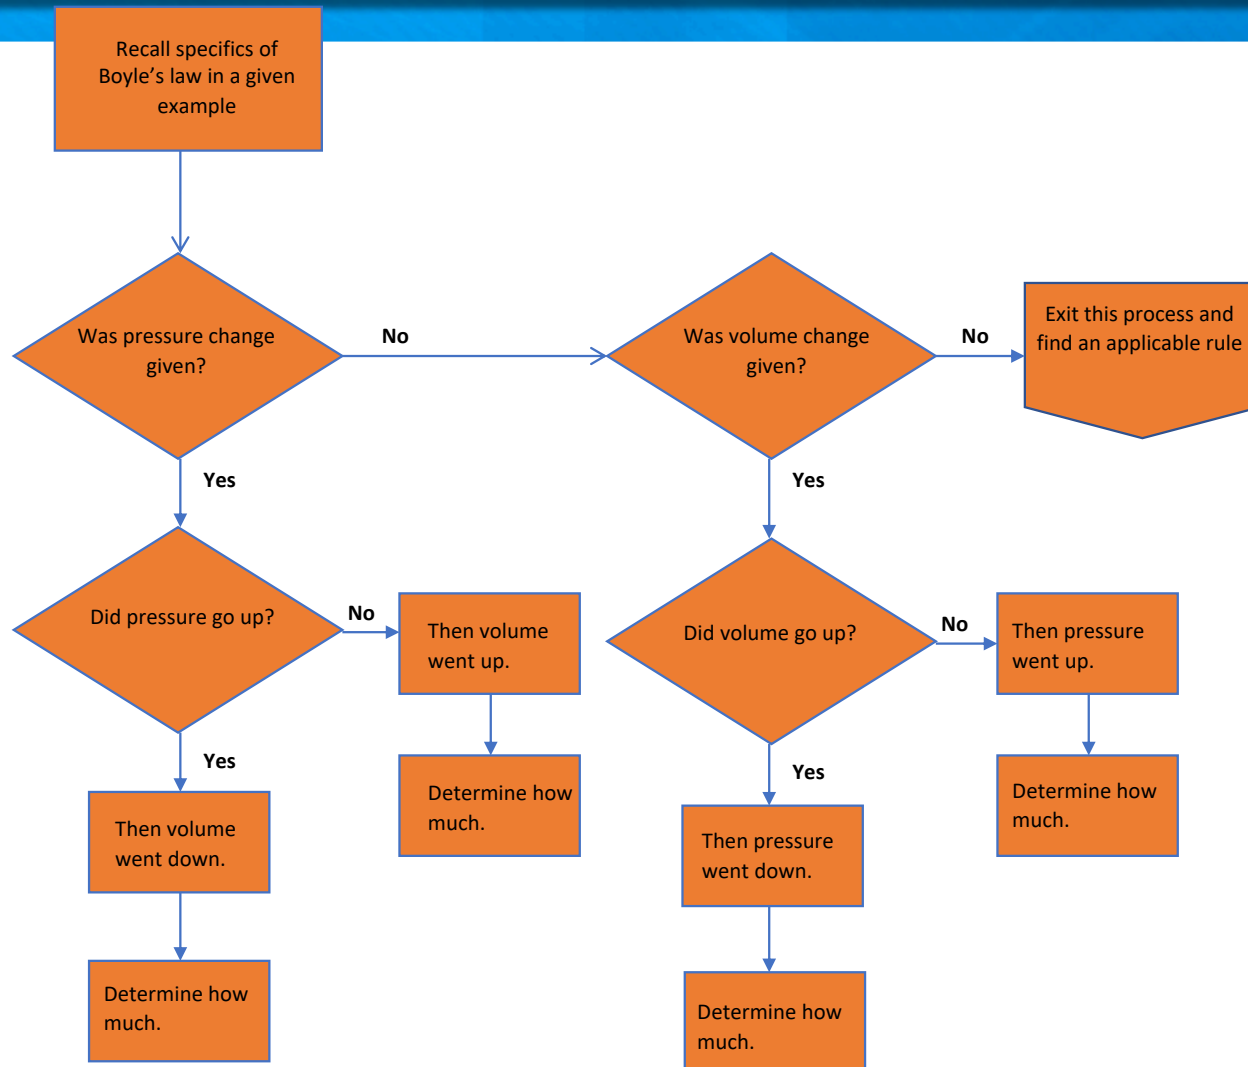 Recall specifics of
Boyle’s law in a given
example
Was pressure change
given?
No
Was volume change
given?
No
Exit this process and
find an applicable rule
Yes
Yes
Did pressure go up?
No
Then volume
went up.
Did volume go up?
No
Then pressure
went up.
Yes
Determine how
much.
Yes
Determine how
much.
Then volume
went down.
Then pressure
went down.
Determine how
much.
Determine how
much.